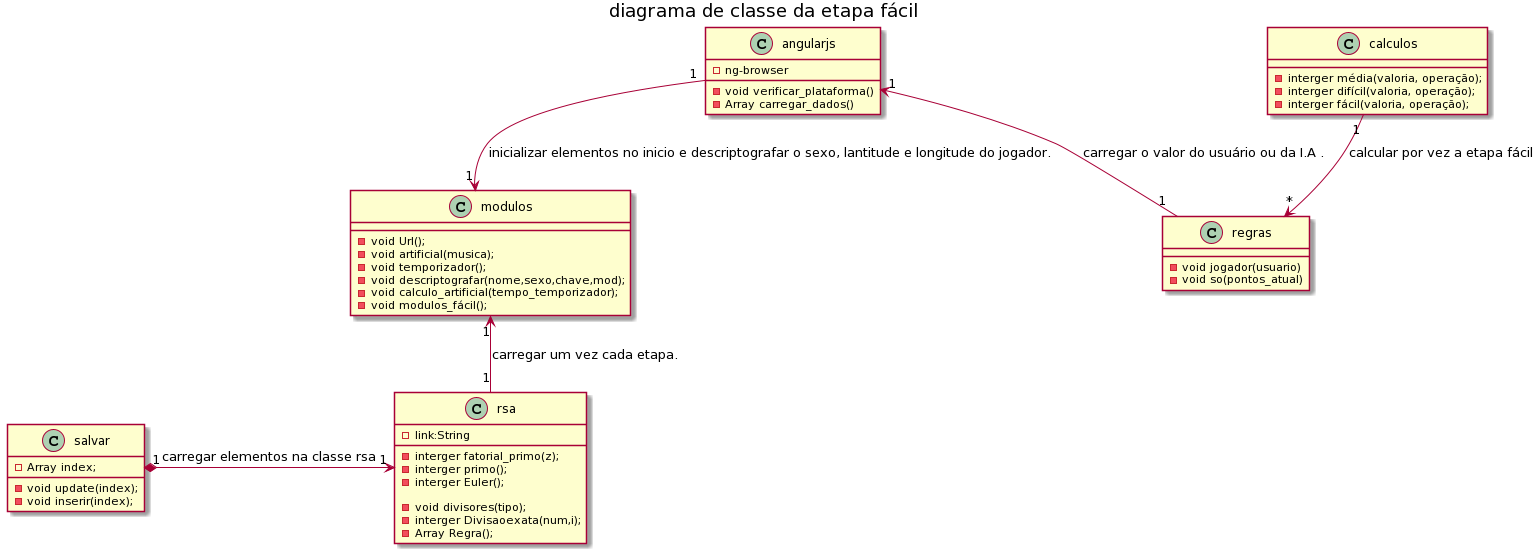 diagrama de classe da etapa fácil
C angularjs
ng-browser
void verificar_plataforma()
Array carregar_dados()
C calculos
interger média(valoria, operação);
interger difícil(valoria, operação);
interger fácil(valoria, operação);
1
1
1
inicializar elementos no inicio e descriptografar o sexo, lantitude e longitude do jogador.
carregar o valor do usuário ou da I.A .
calcular por vez a etapa fácil
1
1
*
C modulos
void Url();
void artificial(musica);
void temporizador();
void descriptografar(nome,sexo,chave,mod);
void calculo_artificial(tempo_temporizador);
void modulos_fácil();
C regras
void jogador(usuario)
void so(pontos_atual)
1
carregar um vez cada etapa.
1
C rsa
link:String
interger fatorial_primo(z);
interger primo();
interger Euler();
void divisores(tipo);
interger Divisaoexata(num,i);
Array Regra();
C salvar
Array index;
void update(index);
void inserir(index);
1
carregar elementos na classe rsa
1